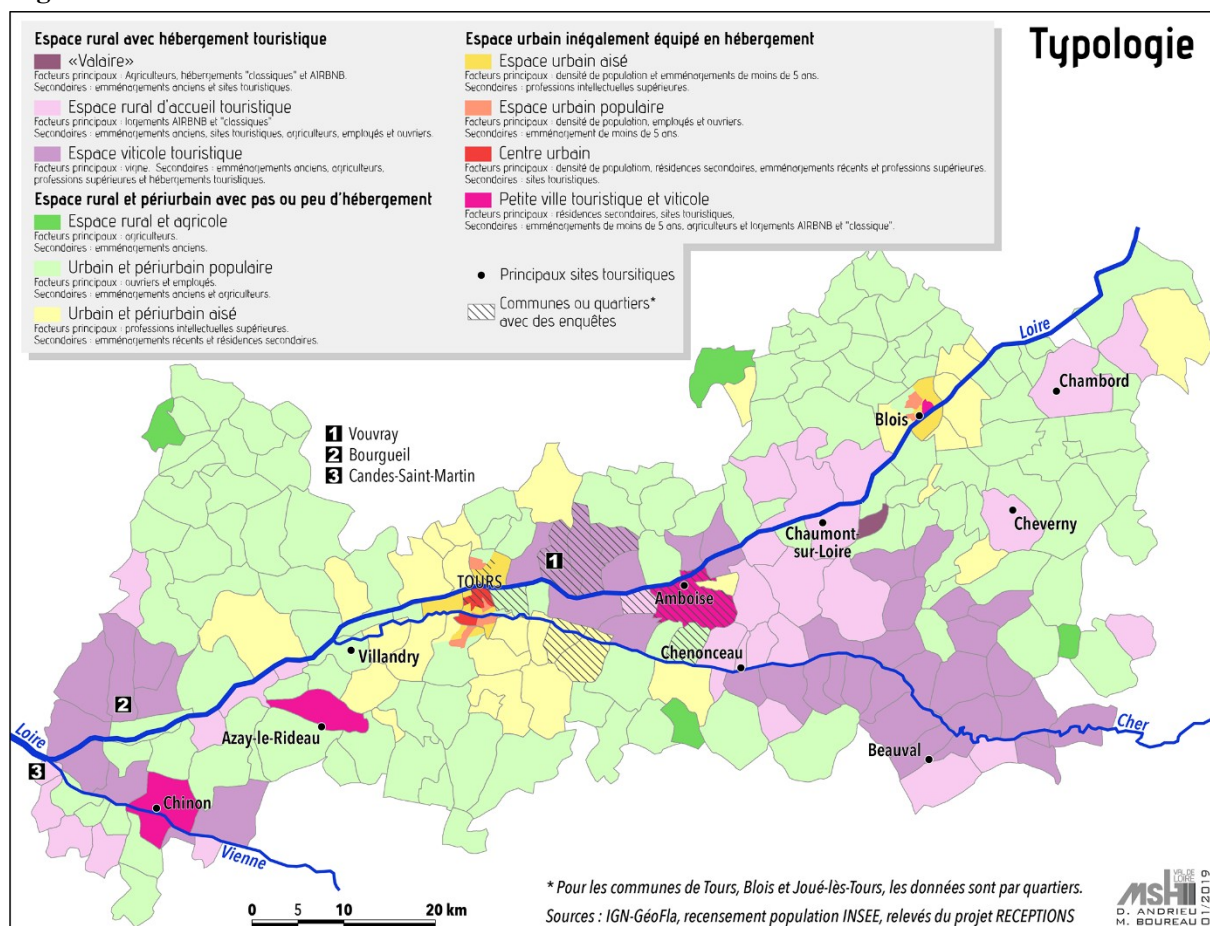 Typologie
Espace rural avec hébergement touristique
«Valaire»
Facteurs principaux : Agriculteurs, hébergements "classiques" et AIRBNB.
Secondaires : emménagements anciens et sites touristiques.
Espace rural d'accueil touristique
Facteurs principaux : logements AIRBNB et "classiques"
Secondaires : emménagements anciens, sites touristiques, agriculteurs, employés et ouvriers.
Espace viticole touristique
Facteurs principaux : vigne. Secondaires : emménagements anciens, agriculteurs,
professions supérieures et hébergements touristiques.
Espace rural et périurbain avec pas ou peu d'hébergement
Espace rural et agricole
Facteurs principaux : agriculteurs.
Secondaires : emménagements anciens.
Urbain et périurbain populaire
Facteurs principaux : ouvriers et employés.
Secondaires : emménagements anciens et agriculteurs.
Urbain et périurbain aisé
Facteurs principaux : professions intellectuelles supérieures.
Secondaires : emménagements récents et résidences secondaires.
Espace urbain inégalement équipé en hébergement
Espace urbain aisé
Facteurs principaux : densité de population et emménagements de moins de 5 ans.
Secondaires : professions intellectuelles supérieures.
Espace urbain populaire
Facteurs principaux : densité de population, employés et ouvriers.
Secondaires : emménagement de moins de 5 ans.
Centre urbain
Facteurs principaux : densité de population, résidences secondaires, emménagements récents et professions supérieures.
Secondaires : sites touristiques.
Petite ville touristique et viticole
Facteurs principaux : résidences secondaires, sites touristiques,
Secondaires : emménagements de moins de 5 ans, agriculteurs et logements AIRBNB et "classique".
Principaux sites toursitiques
Communes ou quartiers*
avec des enquêtes
Loire
Chambord
Blois
1 Vouvray
2 Bourgueil
3 Candes-Saint-Martin
Cheverny
Chaumont-
sur-Loire
1
TOURS
Amboise
Chenonceau
Villandry
2
Azay-le-Rideau
Loire
Cher
Beauval
3
Chinon
Vienne
0 5 10 20 km
* Pour les communes de Tours, Blois et Joué-lès-Tours, les données sont par quartiers.
Sources : IGN-GéoFla, recensement population INSEE, relevés du projet RECEPTIONS
MSH VAL DE LOIRE
D. ANDRIEU
M. BOUREAU
01/2019